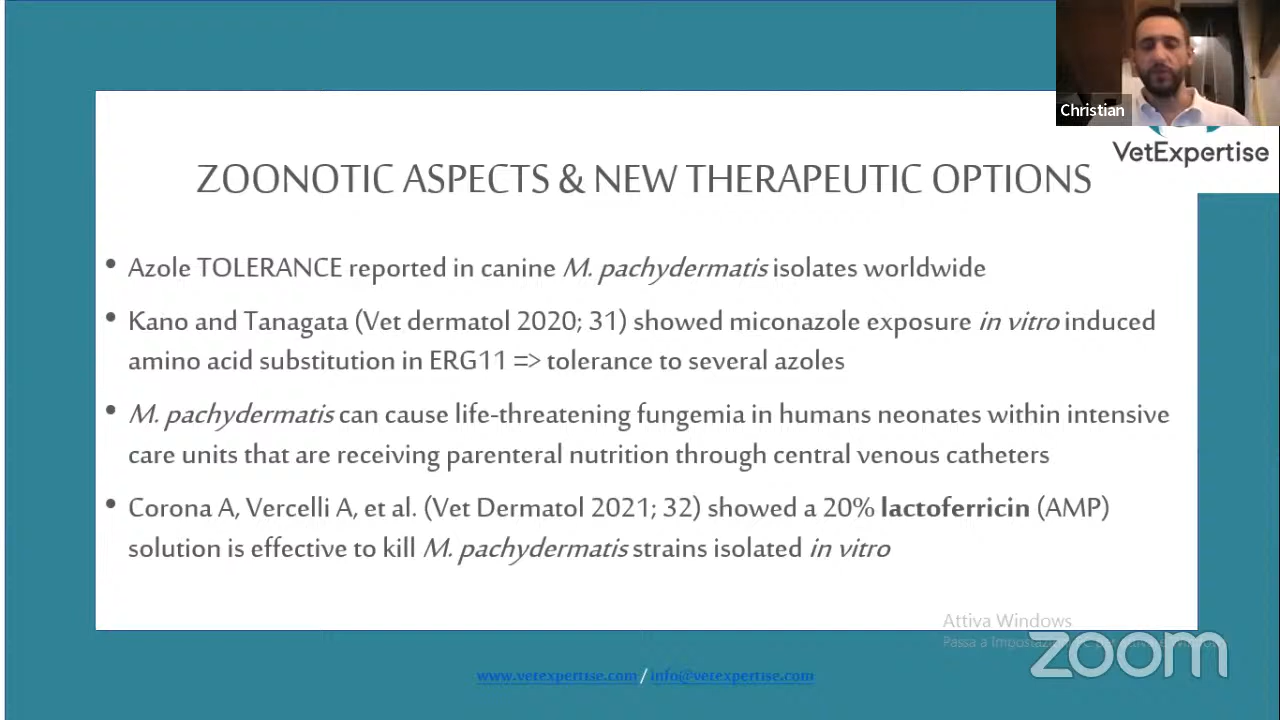 Christian
VetExpertise
ZOONOTIC ASPECTS & NEW THERAPEUTIC OPTIONS
• Azole TOLERANCE reported in canine M. pachydermatis isolates worldwide
• Kano and Tanagata (Vet dermatol 2020; 31) showed miconazole exposure in vitro induced
amino acid substitution in ERG11 => tolerance to several azoles
• M. pachydermatis can cause life-threatening fungemia in humans neonates within intensive
care units that are receiving parenteral nutrition through central venous catheters
• Corona A, Vercelli A, et al. (Vet Dermatol 2021; 32) showed a 20% lactoferricin (AMP)
solution is effective to kill M. pachydermatis strains isolated in vitro
Attiva Windows
Passa a
zoom
www.vetexpertise.com / info@vetexpertise.com